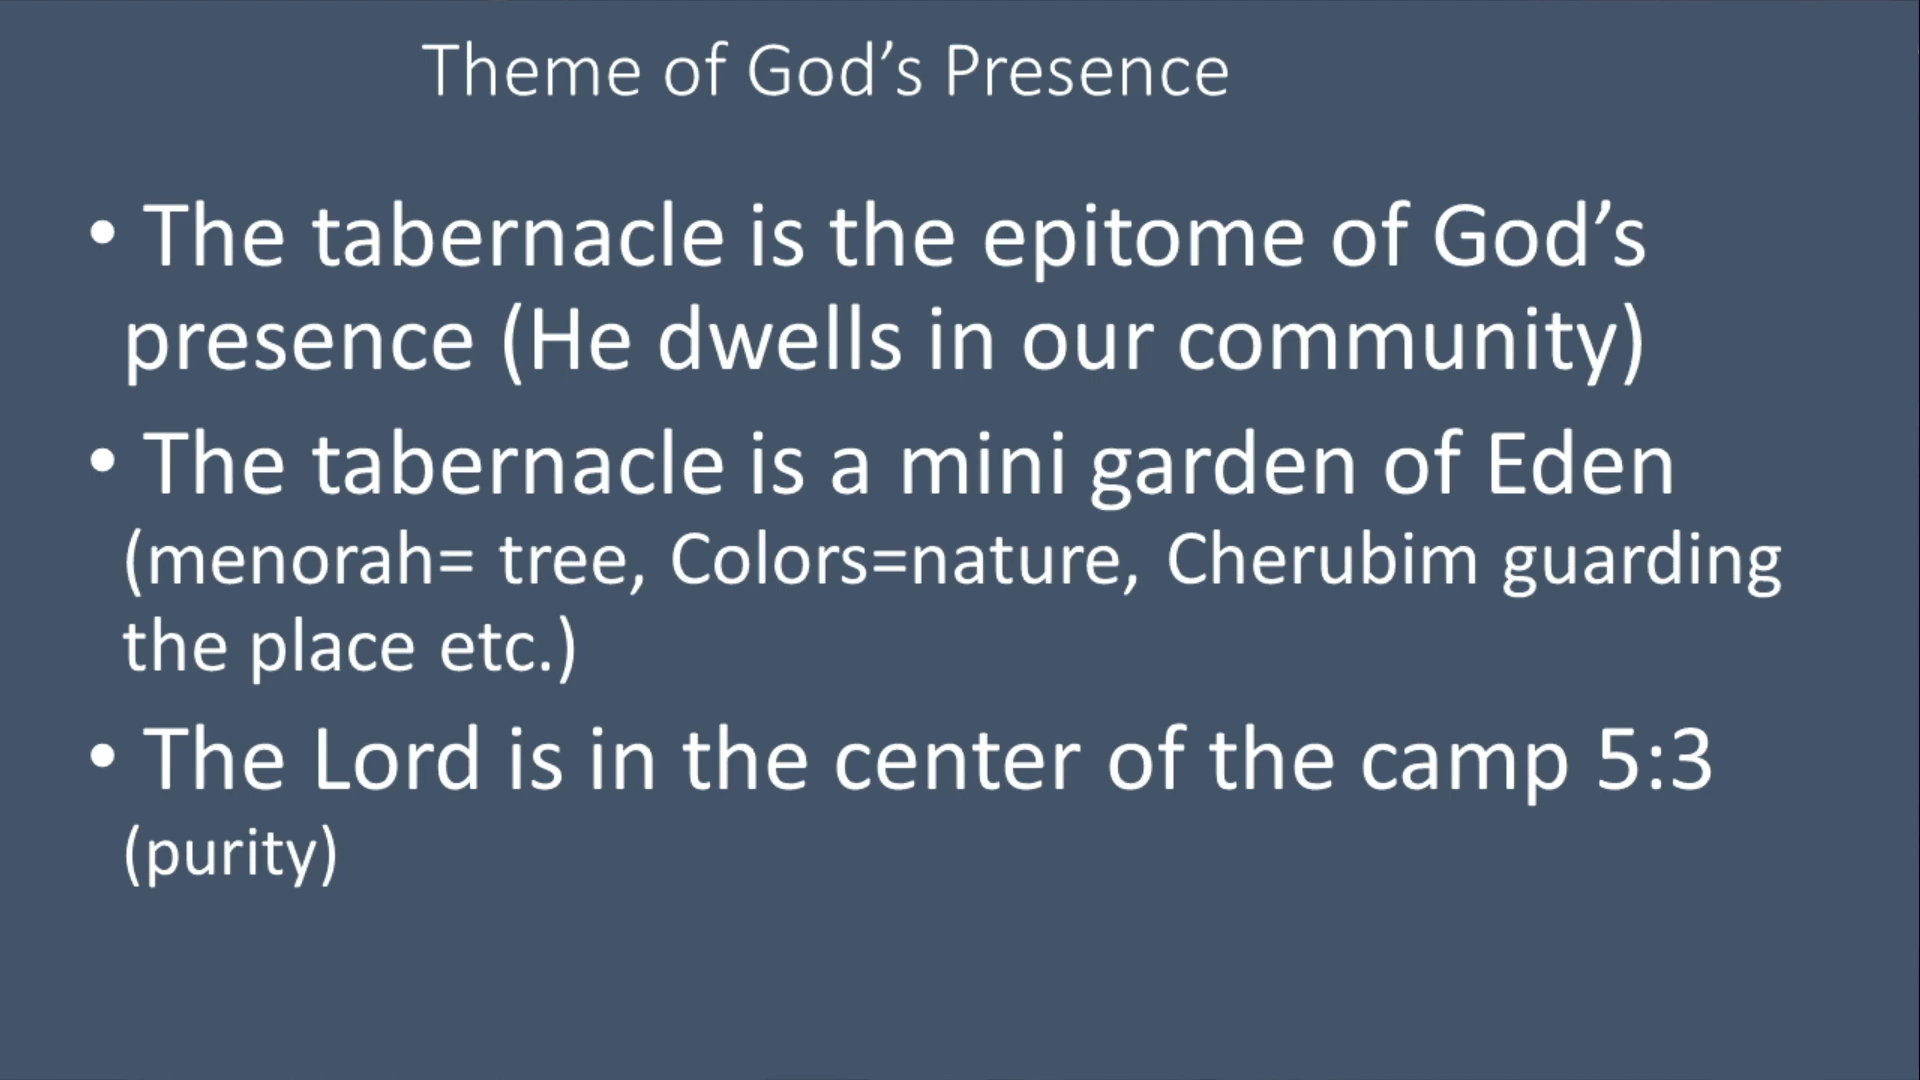 Theme of God’s Presence
• The tabernacle is the epitome of God’s
presence (He dwells in our community)
• The tabernacle is a mini garden of Eden
(menorah= tree, Colors=nature, Cherubim guarding
the place etc.)
• The Lord is in the center of the camp 5:3
(purity)